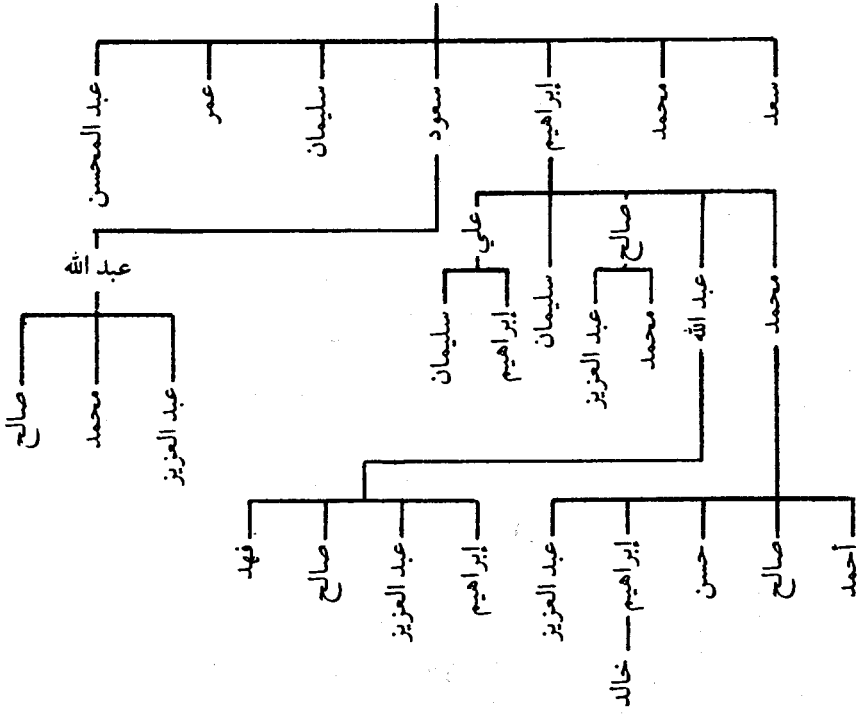 سعد
محمد
إبراهيم
سعود
سليمان
عمر
عبد المحسن
محمد
عبد الله
صالح
سليمان
علي
محمد
عبد العزيز
إبراهيم
سليمان
عبد الله
عبد العزيز
محمد
صالح
أحمد
صالح
حسن
إبراهيم
عبد العزيز
إبراهيم
عبد العزيز
صالح
فهد
خالد